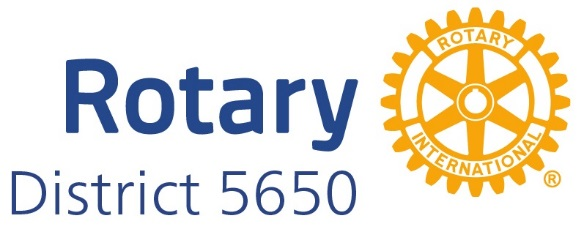 Rotary
District 5650
ROTARY
INTERNATIONAL
®